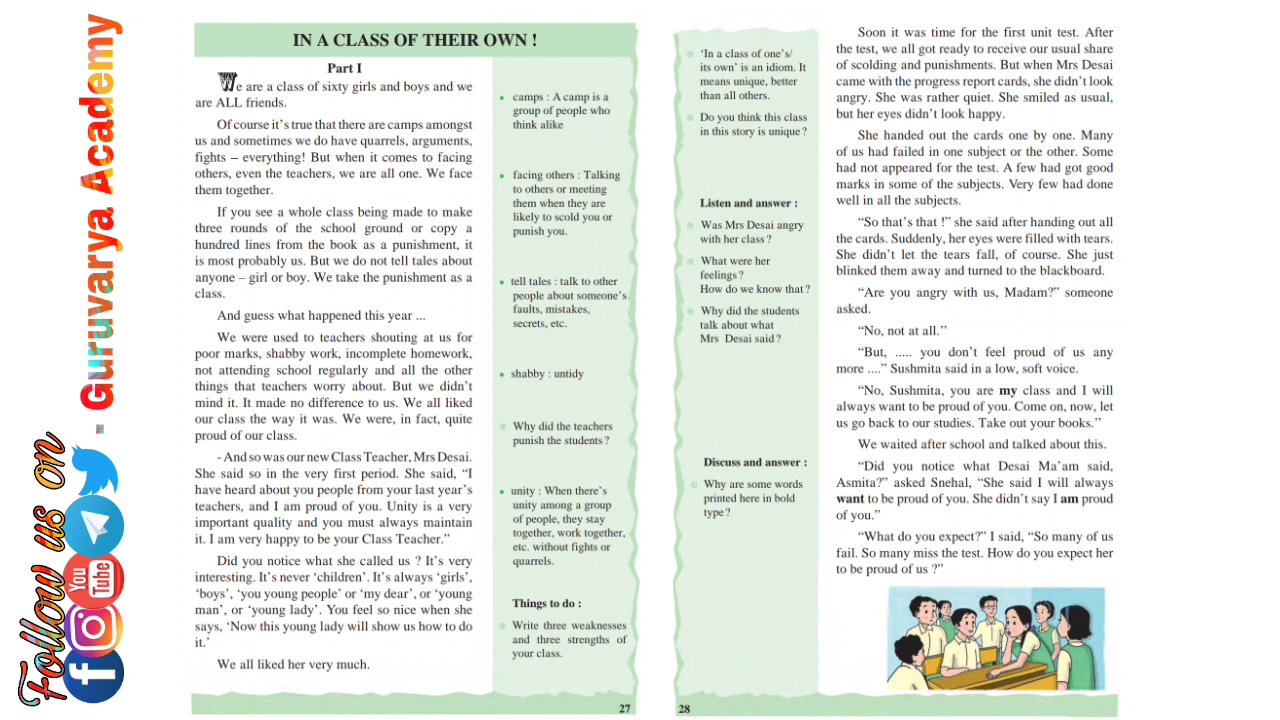 Follow us on - Guruvarya Academy
You
Tube
IN A CLASS OF THEIR OWN !
Part I
We are a class of sixty girls and boys and we
are ALL friends.
Of course it’s true that there are camps amongst
us and sometimes we do have quarrels, arguments,
fights – everything! But when it comes to facing
others, even the teachers, we are all one. We face
them together.
If you see a whole class being made to make
three rounds of the school ground or copy a
hundred lines from the book as a punishment, it
is most probably us. But we do not tell tales about
anyone – girl or boy. We take the punishment as a
class.
And guess what happened this year ...
We were used to teachers shouting at us for
poor marks, shabby work, incomplete homework,
not attending school regularly and all the other
things that teachers worry about. But we didn’t
mind it. It made no difference to us. We all liked
our class the way it was. We were, in fact, quite
proud of our class.
- And so was our new Class Teacher, Mrs Desai.
She said so in the very first period. She said, “I
have heard about you people from your last year’s
teachers, and I am proud of you. Unity is a very
important quality and you must always maintain
it. I am very happy to be your Class Teacher.”
Did you notice what she called us ? It’s very
interesting. It’s never ‘children’. It’s always ‘girls’,
‘boys’, ‘you young people’ or ‘my dear’, or ‘young
man’, or ‘young lady’. You feel so nice when she
says, ‘Now this young lady will show us how to do
it.’
We all liked her very much.
• camps : A camp is a
group of people who
think alike
• facing others : Talking
to others or meeting
them when they are
likely to scold you or
punish you.
• tell tales : talk to other
people about someone’s
faults, mistakes,
secrets, etc.
• shabby : untidy
Why did the teachers
punish the students ?
• unity : When there’s
unity among a group
of people, they stay
together, work together,
etc. without fights or
quarrels.
Things to do :
Write three weaknesses
and three strengths of
your class.
27
‘In a class of one’s/
its own’ is an idiom. It
means unique, better
than all others.
Do you think this class
in this story is unique ?
Listen and answer :
Was Mrs Desai angry
with her class ?
What were her
feelings ?
How do we know that ?
Why did the students
talk about what
Mrs Desai said ?
Discuss and answer :
Why are some words
printed here in bold
type ?
28
Soon it was time for the first unit test. After
the test, we all got ready to receive our usual share
of scolding and punishments. But when Mrs Desai
came with the progress report cards, she didn’t look
angry. She was rather quiet. She smiled as usual,
but her eyes didn’t look happy.
She handed out the cards one by one. Many
of us had failed in one subject or the other. Some
had not appeared for the test. A few had got good
marks in some of the subjects. Very few had done
well in all the subjects.
“So that’s that !” she said after handing out all
the cards. Suddenly, her eyes were filled with tears.
She didn’t let the tears fall, of course. She just
blinked them away and turned to the blackboard.
“Are you angry with us, Madam?” someone
asked.
“No, not at all.”
“But, ..... you don’t feel proud of us any
more ....” Sushmita said in a low, soft voice.
“No, Sushmita, you are my class and I will
always want to be proud of you. Come on, now, let
us go back to our studies. Take out your books.”
We waited after school and talked about this.
“Did you notice what Desai Ma’am said,
Asmita?” asked Snehal, “She said I will always
want to be proud of you. She didn’t say I am proud
of you.”
“What do you expect?” I said, “So many of us
fail. So many miss the test. How do you expect her
to be proud of us ?”